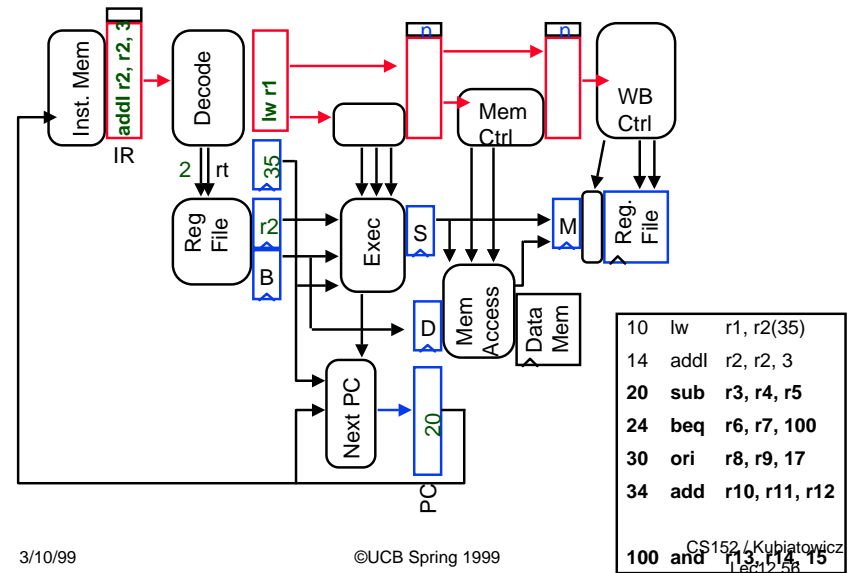 Inst. Mem
addI r2, r2, 3
IR
Decode
lw r1
n
n
Mem
Ctrl
WB
Ctrl
2
rt
35
Reg
File
r2
B
Exec
S
M
Reg.
File
D
Mem
Access
Data
Mem
Next PC
20
PC
10 lw r1, r2(35)
14 addI r2, r2, 3
20 sub r3, r4, r5
24 beq r6, r7, 100
30 ori r8, r9, 17
34 add r10, r11, r12
100 and r13, r14, 15
3/10/99
©UCB Spring 1999
CS152 / Kubiatowicz
Lec12.56